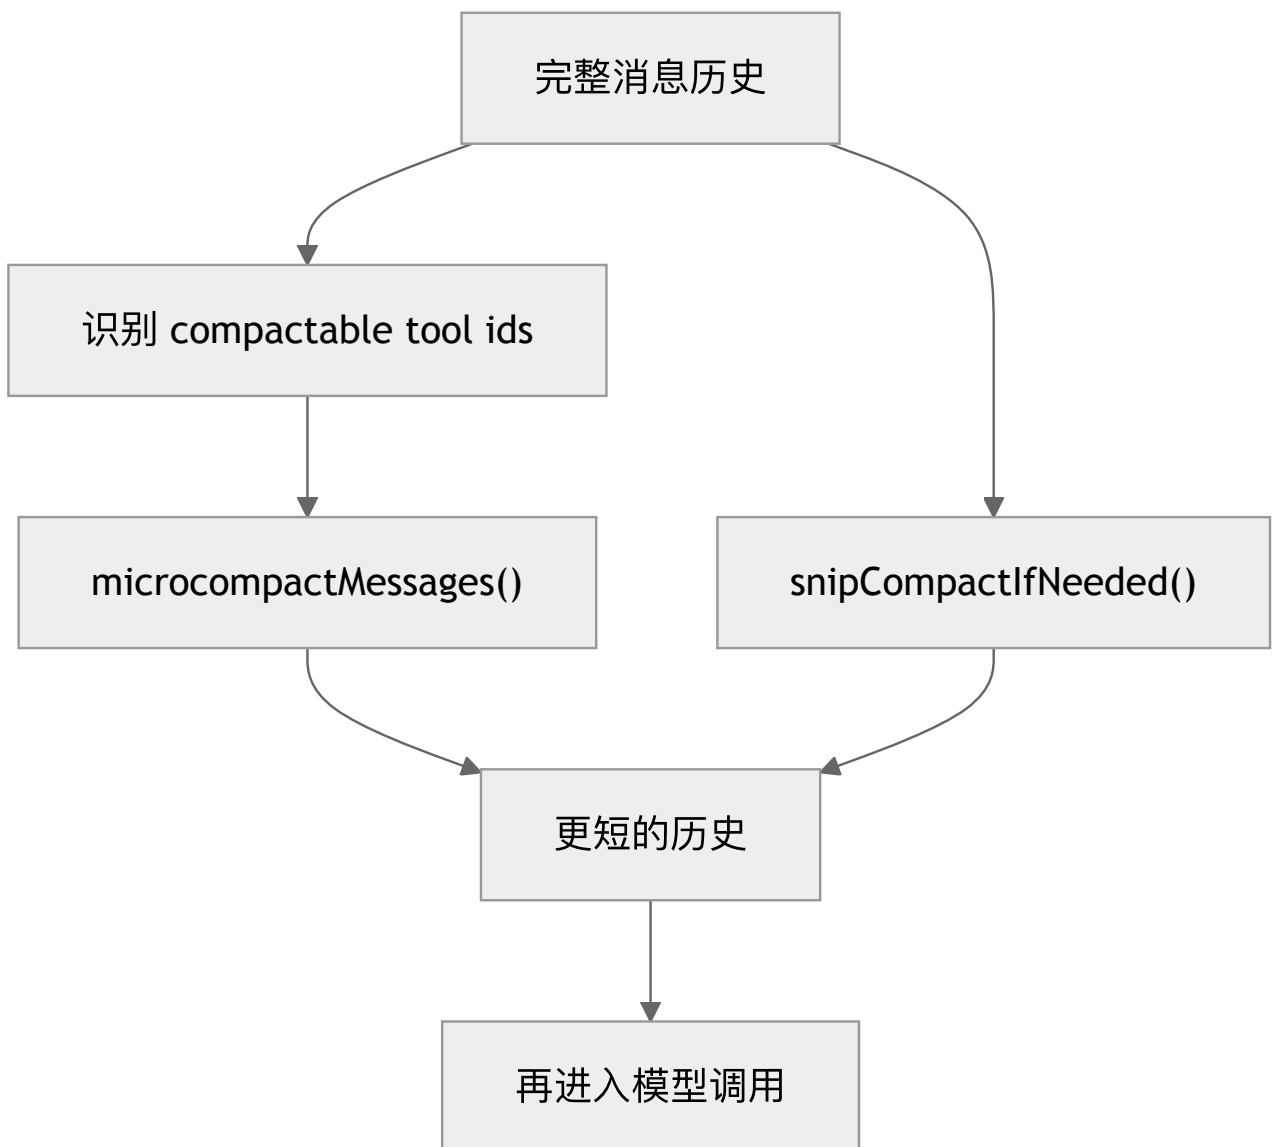 完整消息历史
识别 compactable tool ids
microcompactMessages()
snipCompactIfNeeded()
更短的历史
再进入模型调用